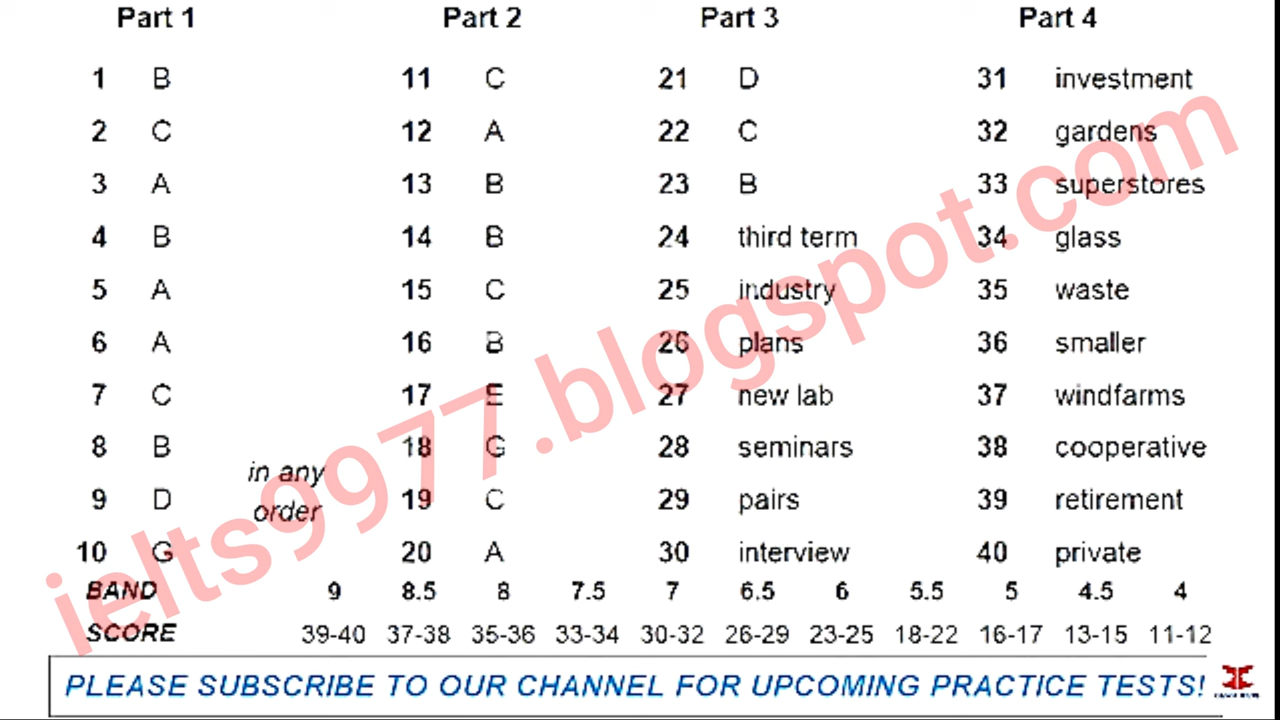 Part 1 Part 2 Part 3 Part 4
1 B 11 C 21 D 31 investment
2 C 12 A 22 C 32 gardens
3 A 13 B 23 B 33 superstores
4 B 14 B 24 third term 34 glass
5 A 15 C 25 industry 35 waste
6 A 16 B 26 plans 36 smaller
7 C 17 E 27 new lab 37 windfarms
8 B 18 G 28 seminars 38 cooperative
in any
9 D 19 C 29 pairs 39 retirement
order
10 G 20 A 30 interview 40 private
BAND 9 8.5 8 7.5 7 6.5 6 5.5 5 4.5 4
SCORE 39-40 37-38 35-36 33-34 30-32 26-29 23-25 18-22 16-17 13-15 11-12
PLEASE SUBSCRIBE TO OUR CHANNEL FOR UPCOMING PRACTICE TESTS!
ielts9977.blogspot.com